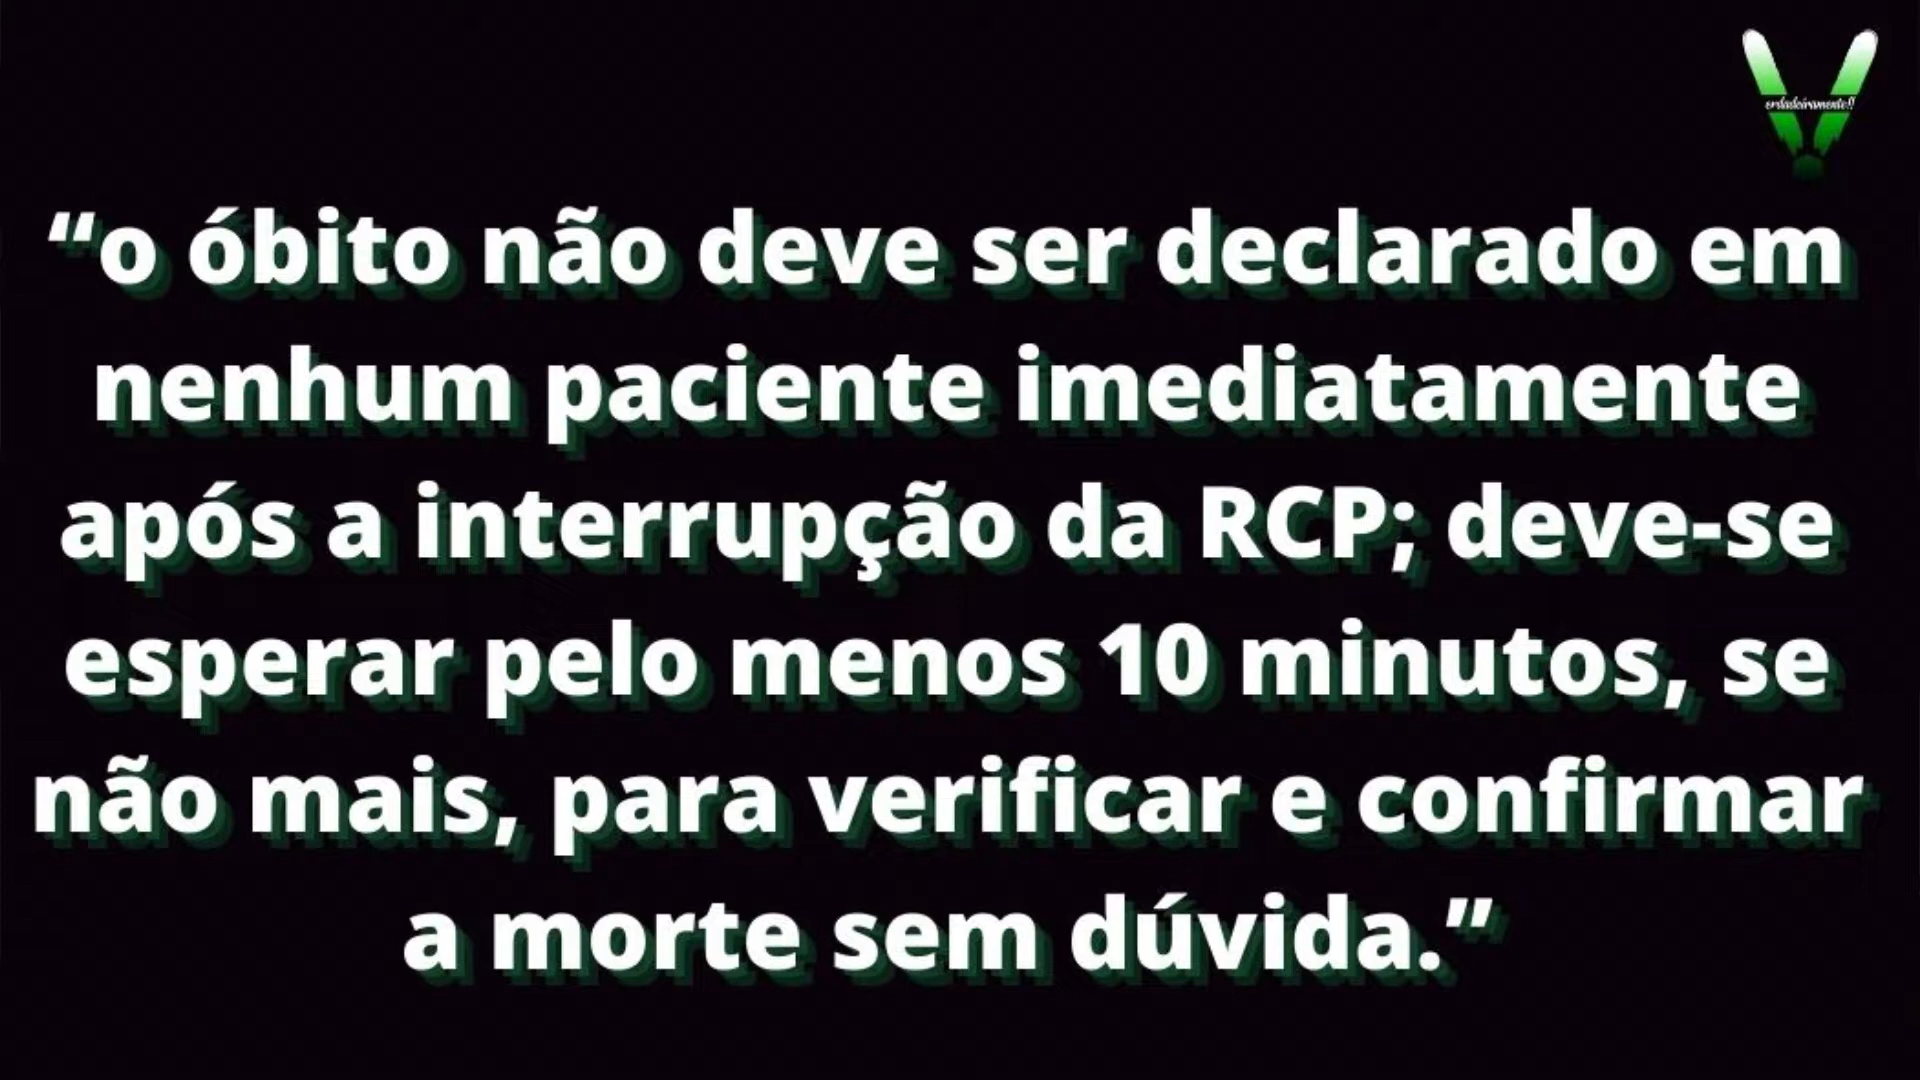 erdadeiramente!!
“o óbito não deve ser declarado em
nenhum paciente imediatamente
após a interrupção da RCP; deve-se
esperar pelo menos 10 minutos, se
não mais, para verificar e confirmar
a morte sem dúvida.”